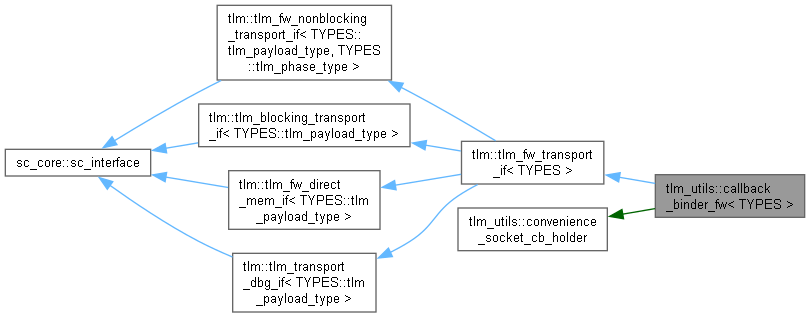 tlm::tlm_fw_nonblocking
_transport_if< TYPES::
tlm_payload_type, TYPES
::tlm_phase_type >
tlm::tlm_blocking_transport
_if< TYPES::tlm_payload_type >
sc_core::sc_interface
tlm::tlm_fw_transport
_if< TYPES >
tlm::tlm_fw_direct
_mem_if< TYPES::tlm
_payload_type >
tlm_utils::callback
_binder_fw< TYPES >
tlm_utils::convenience
_socket_cb_holder
tlm::tlm_transport
_dbg_if< TYPES::tlm
_payload_type >